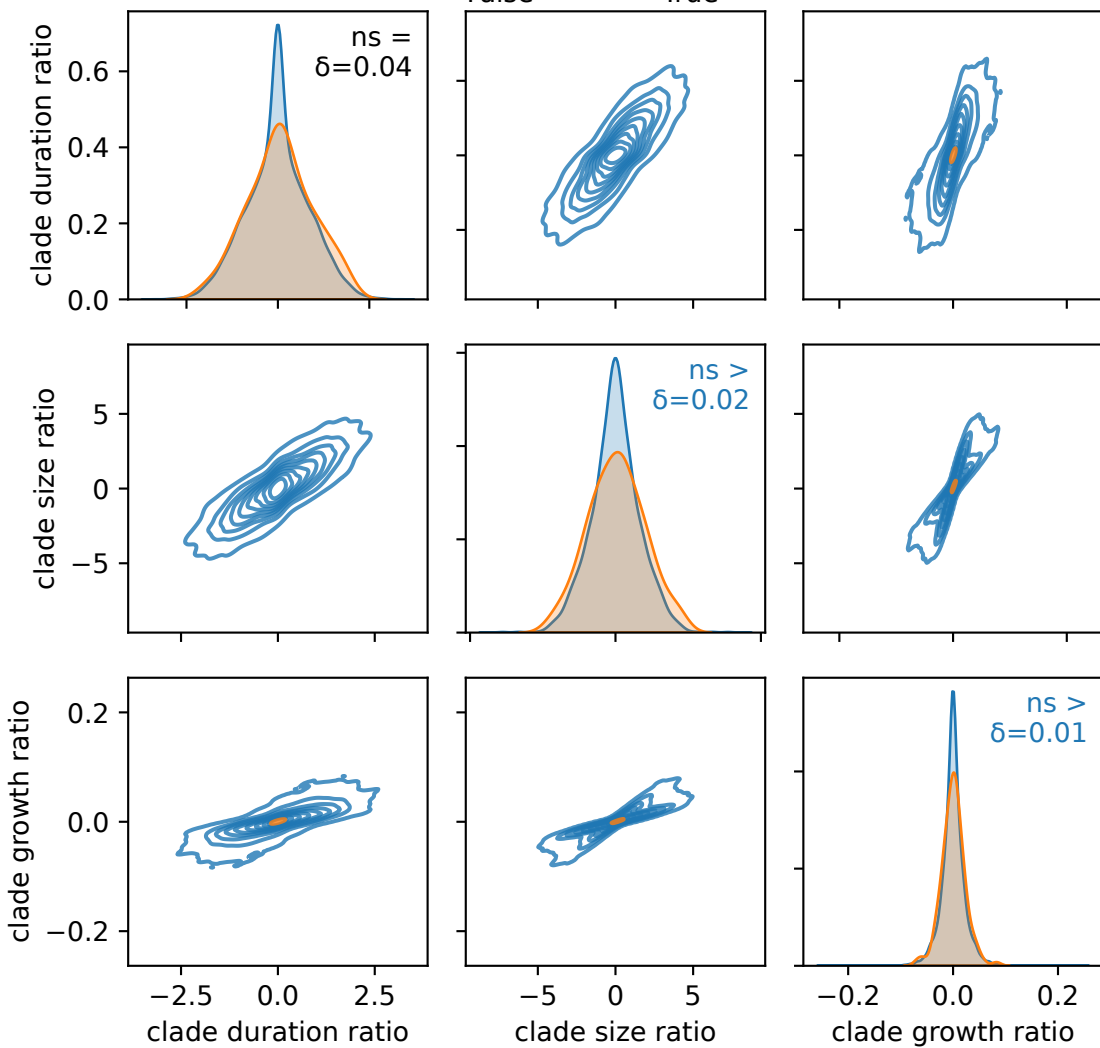 clade duration ratio
0.6
0.4
0.2
0.0
ns =
δ=0.04
clade size ratio
5
0
−5
ns >
δ=0.02
clade growth ratio
0.2
0.0
−0.2
ns >
δ=0.01
−2.5 0.0 2.5
−5 0 5
−0.2 0.0 0.2
clade duration ratio
clade size ratio
clade growth ratio